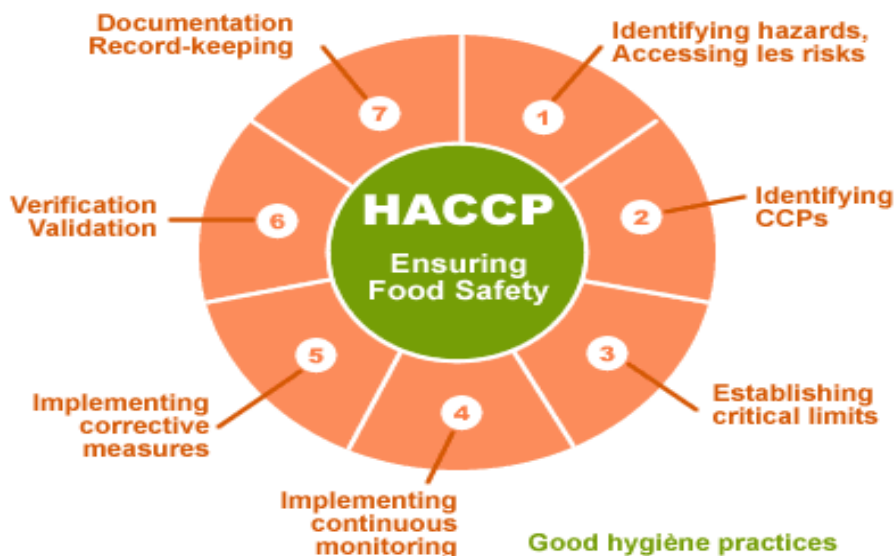 Documentation
Record-keeping
7
Identifying hazards,
Accessing les risks
1
Identifying
CCPs
2
Establishing
critical limits
3
Implementing
continuous
monitoring
4
Implementing
corrective
measures
5
Verification
Validation
6
HACCP
Ensuring
Food Safety
Good hygiène practices